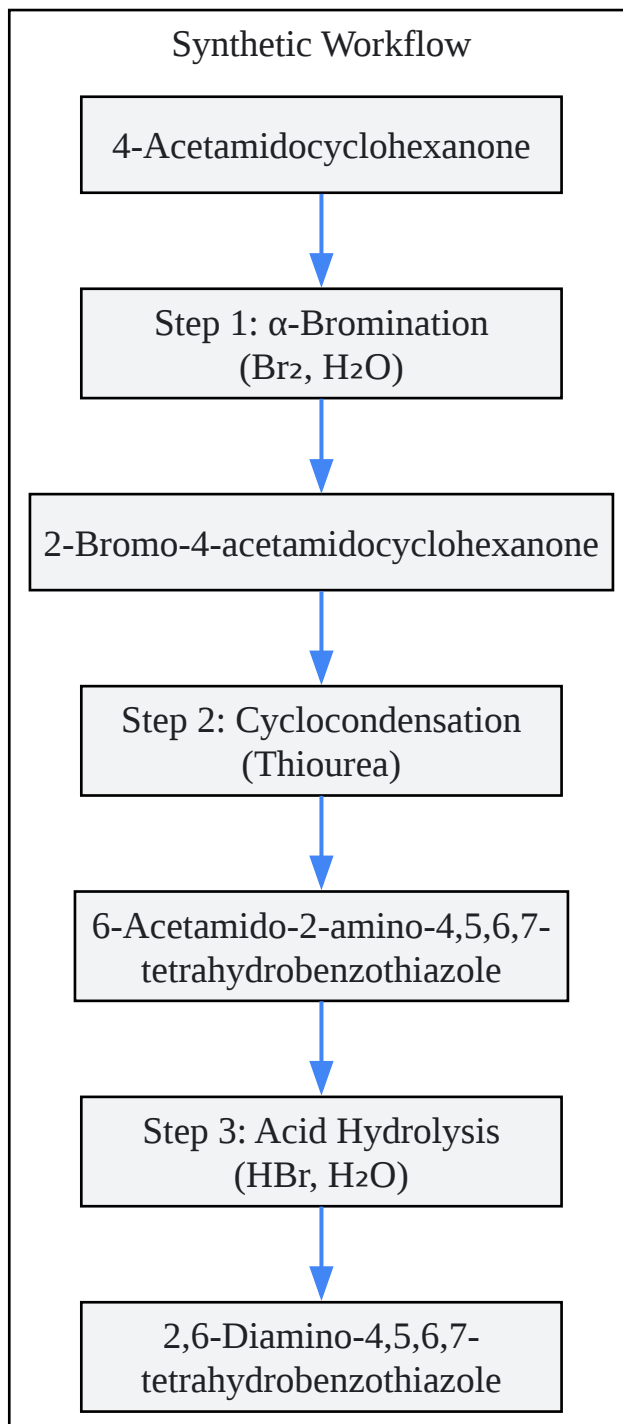 Synthetic Workflow
4-Acetamidocyclohexanone
Step 1: α-Bromination
(Br₂, H₂O)
2-Bromo-4-acetamidocyclohexanone
Step 2: Cyclocondensation
(Thiourea)
6-Acetamido-2-amino-4,5,6,7-
tetrahydrobenzothiazole
Step 3: Acid Hydrolysis
(HBr, H₂O)
2,6-Diamino-4,5,6,7-
tetrahydrobenzothiazole